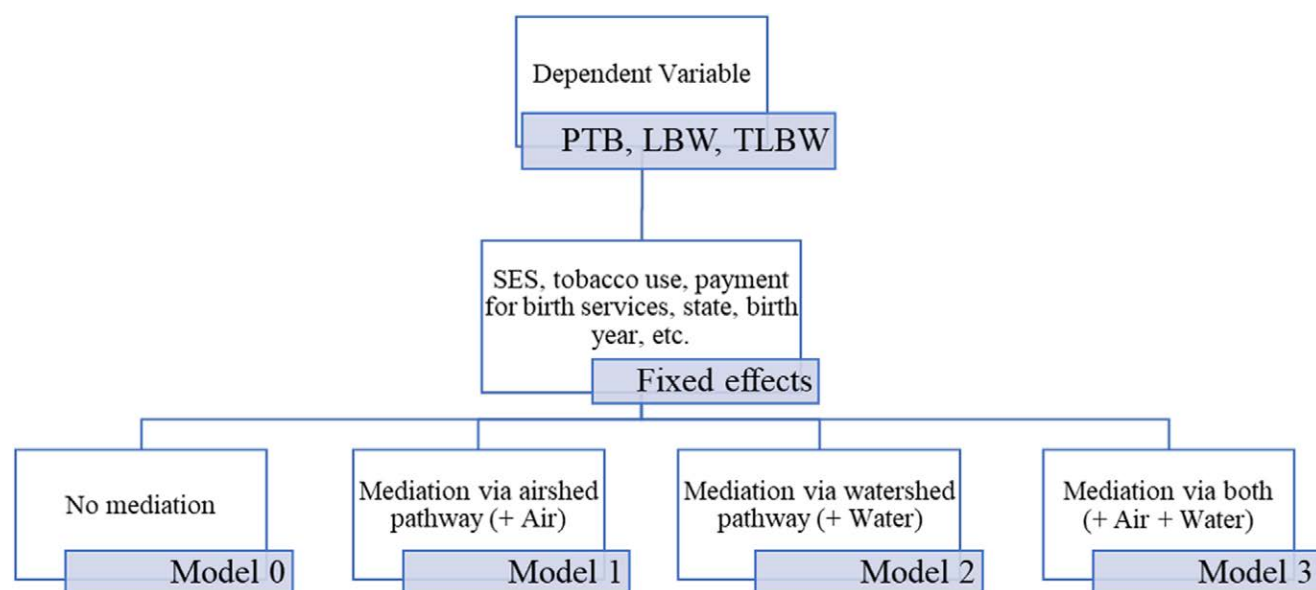 Dependent Variable
PTB, LBW, TLBW
SES, tobacco use, payment
for birth services, state, birth
year, etc.
Fixed effects
No mediation
Model 0
Mediation via airshed
pathway (+ Air)
Model 1
Mediation via watershed
pathway (+ Water)
Model 2
Mediation via both
(+ Air + Water)
Model 3